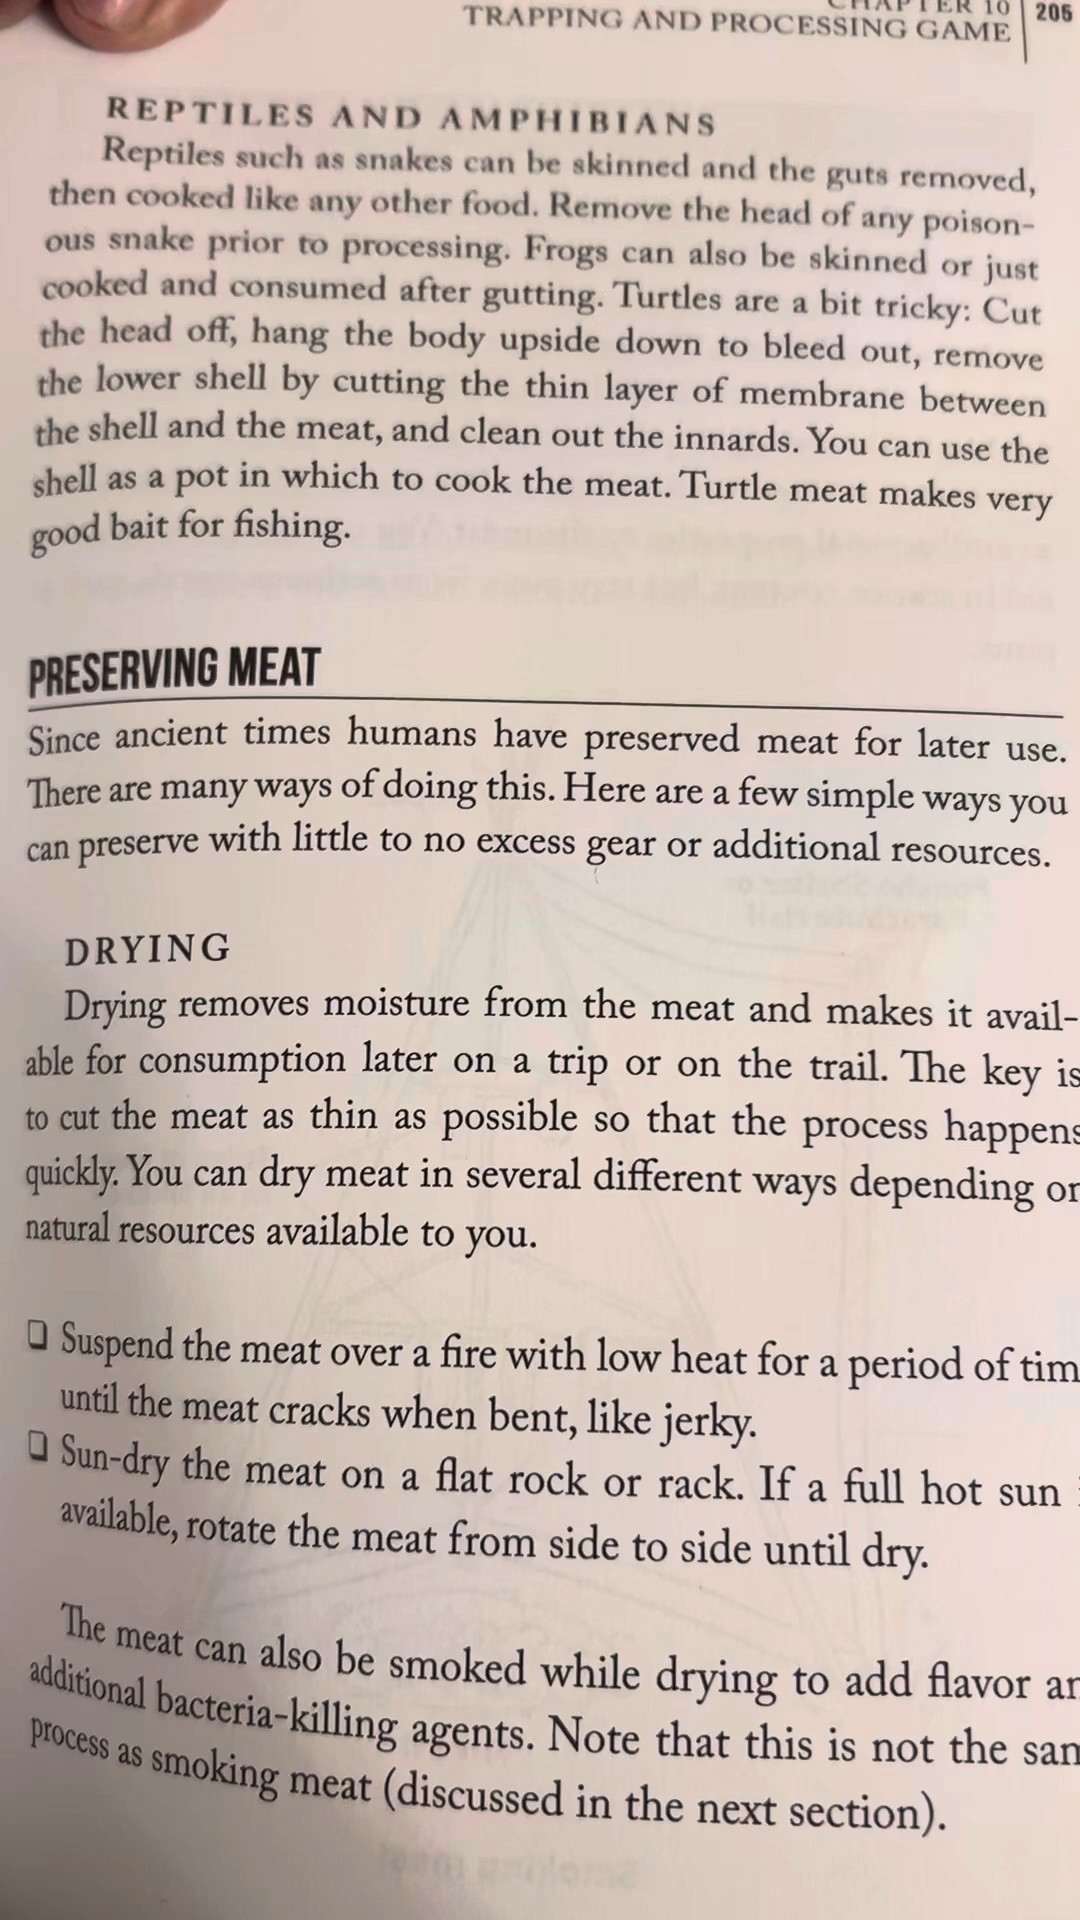 CHAPTER 10 | 205
TRAPPING AND PROCESSING GAME
REPTILES AND AMPHIBIANS
Reptiles such as snakes can be skinned and the guts removed,
then cooked like any other food. Remove the head of any poison-
ous snake prior to processing. Frogs can also be skinned or just
cooked and consumed after gutting. Turtles are a bit tricky: Cut
the head off, hang the body upside down to bleed out, remove
the lower shell by cutting the thin layer of membrane between
the shell and the meat, and clean out the innards. You can use the
shell as a pot in which to cook the meat. Turtle meat makes very
good bait for fishing.
PRESERVING MEAT
Since ancient times humans have preserved meat for later use.
There are many ways of doing this. Here are a few simple ways you
can preserve with little to no excess gear or additional resources.
DRYING
Drying removes moisture from the meat and makes it avail-
able for consumption later on a trip or on the trail. The key is
to cut the meat as thin as possible so that the process happens
quickly. You can dry meat in several different ways depending on
natural resources available to you.
❏ Suspend the meat over a fire with low heat for a period of tim
until the meat cracks when bent, like jerky.
❏ Sun-dry the meat on a flat rock or rack. If a full hot sun
available, rotate the meat from side to side until dry.
The meat can also be smoked while drying to add flavor an
additional bacteria-killing agents. Note that this is not the sam
process as smoking meat (discussed in the next section).